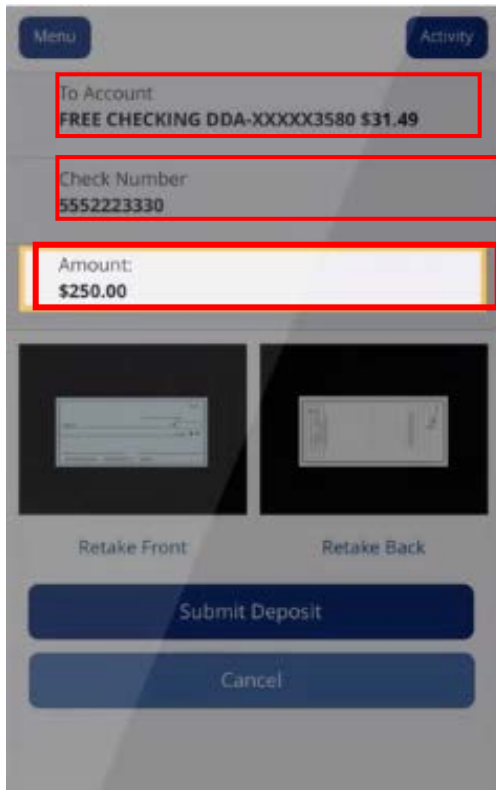 Menu
Activity
To Account
FREE CHECKING DDA-XXXXX3580 $31.49
Check Number
5552223330
Amount:
$250.00
Retake Front
Retake Back
Submit Deposit
Cancel